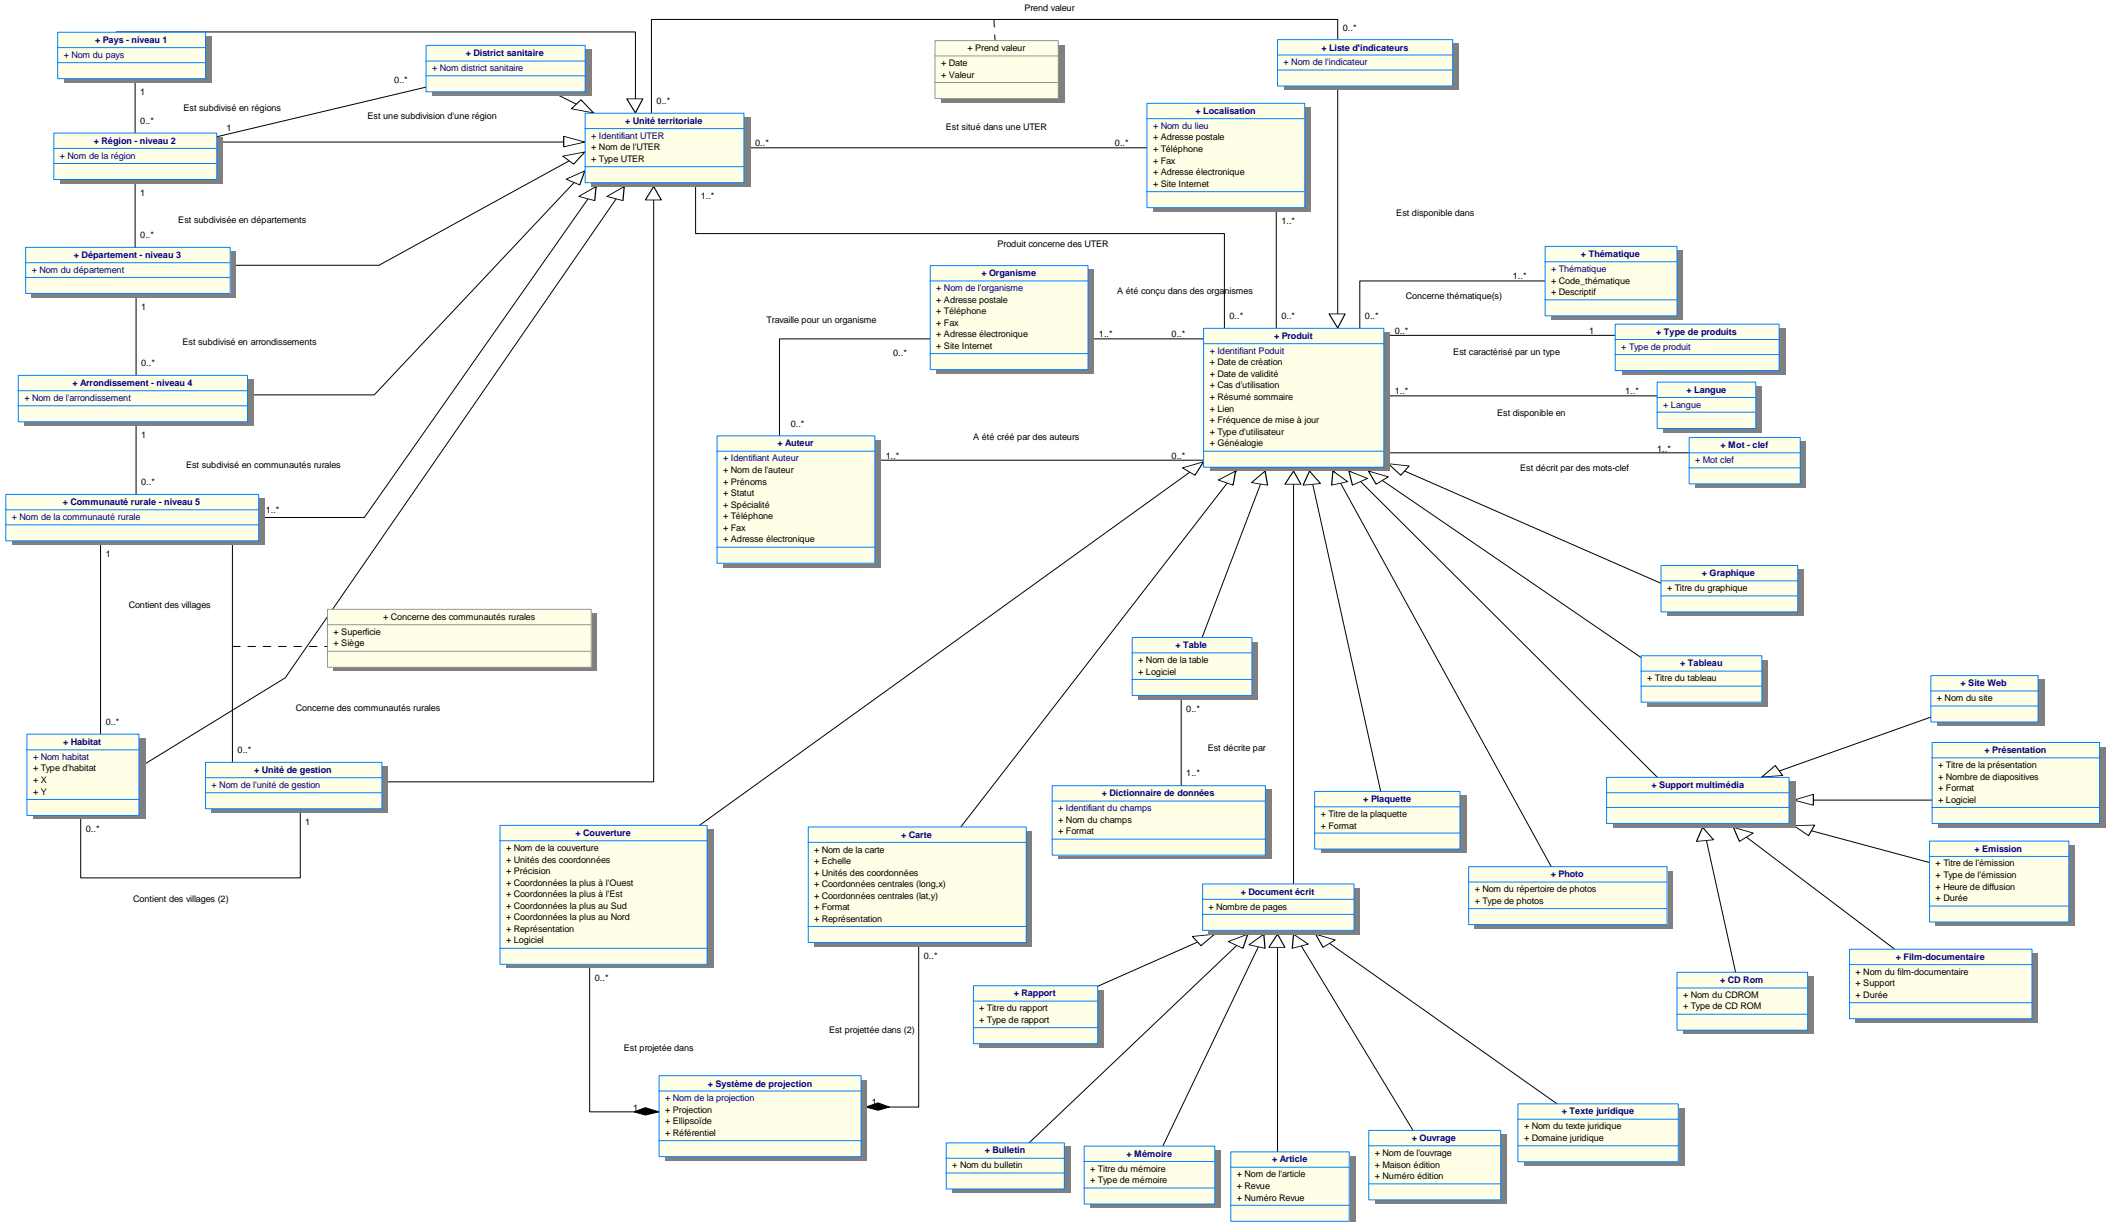 Prend valeur
+ Pays - niveau 1
+ Nom du pays
+ District sanitaire
+ Nom district sanitaire
+ Prend valeur
+ Date
+ Valeur
0..*
+ Liste d'indicateurs
+ Nom de l'indicateur
1
0..*
Est subdivisé en régions
0..*
Est une subdivision d'une région
1
0..*
+ Région - niveau 2
+ Nom de la région
+ Unité territoriale
+ Identifiant UTER
+ Nom de l'UTER
+ Type UTER
Est situé dans une UTER
0..*
0..*
+ Localisation
+ Nom du lieu
+ Adresse postale
+ Téléphone
+ Fax
+ Adresse électronique
+ Site Internet
1
Est subdivisée en départements
0..*
1..*
1..*
Est disponible dans
Produit concerne des UTER
+ Département - niveau 3
+ Nom du département
+ Organisme
+ Nom de l'organisme
+ Adresse postale
+ Téléphone
+ Fax
+ Adresse électronique
+ Site Internet
A été conçu dans des organismes
1..*
Concerne thématique(s)
+ Thématique
+ Thématique
+ Code_thématique
+ Descriptif
1
Est subdivisé en arrondissements
0..*
Travaille pour un organisme
0..*
1..*
0..*
0..*
0..*
0..*
+ Produit
+ Identifiant Poduit
+ Date de création
+ Date de validité
+ Cas d'utilisation
+ Résumé sommaire
+ Lien
+ Fréquence de mise à jour
+ Type d'utilisateur
+ Généalogie
0..*
1
Est caractérisé par un type
+ Type de produits
+ Type de produit
+ Arrondissement - niveau 4
+ Nom de l'arrondissement
1..*
1..*
Est disponible en
+ Langue
+ Langue
1
Est subdivisé en communautés rurales
0..*
0..*
+ Auteur
+ Identifiant Auteur
+ Nom de l'auteur
+ Prénoms
+ Statut
+ Spécialité
+ Téléphone
+ Fax
+ Adresse électronique
A été créé par des auteurs
1..*
0..*
1..*
Est décrit par des mots-clef
+ Mot - clef
+ Mot clef
+ Communauté rurale - niveau 5
+ Nom de la communauté rurale
1..*
1
Contient des villages
+ Concerne des communautés rurales
+ Superficie
+ Siège
+ Graphique
+ Titre du graphique
+ Table
+ Nom de la table
+ Logiciel
+ Tableau
+ Titre du tableau
+ Site Web
+ Nom du site
Concerne des communautés rurales
0..*
0..*
0..*
Est décrite par
1..*
+ Habitat
+ Nom habitat
+ Type d'habitat
+ X
+ Y
+ Unité de gestion
+ Nom de l'unité de gestion
0..*
1
Contient des villages (2)
+ Dictionnaire de données
+ Identifiant du champs
+ Nom du champs
+ Format
+ Plaquette
+ Titre de la plaquette
+ Format
+ Support multimédia
+ Présentation
+ Titre de la présentation
+ Nombre de diapositives
+ Format
+ Logiciel
+ Couverture
+ Nom de la couverture
+ Unités des coordonnées
+ Précision
+ Coordonnées la plus à l'Ouest
+ Coordonnées la plus à l'Est
+ Coordonnées la plus au Sud
+ Coordonnées la plus au Nord
+ Représentation
+ Logiciel
+ Carte
+ Nom de la carte
+ Echelle
+ Unités des coordonnées
+ Coordonnées centrales (long,x)
+ Coordonnées centrales (lat,y)
+ Format
+ Représentation
+ Document écrit
+ Nombre de pages
+ Photo
+ Nom du répertoire de photos
+ Type de photos
+ Emission
+ Titre de l'émission
+ Type de l'émission
+ Heure de diffusion
+ Durée
0..*
0..*
+ Rapport
+ Titre du rapport
+ Type de rapport
+ CD Rom
+ Nom du CDROM
+ Type de CD ROM
+ Film-documentaire
+ Nom du film-documentaire
+ Support
+ Durée
Est projetée dans
Est projettée dans (2)
1
1
+ Système de projection
+ Nom de la projection
+ Projection
+ Ellipsoïde
+ Référentiel
+ Bulletin
+ Nom du bulletin
+ Mémoire
+ Titre du mémoire
+ Type de mémoire
+ Article
+ Nom de l'article
+ Revue
+ Numéro Revue
+ Ouvrage
+ Nom de l'ouvrage
+ Maison édition
+ Numéro édition
+ Texte juridique
+ Nom du texte juridique
+ Domaine juridique